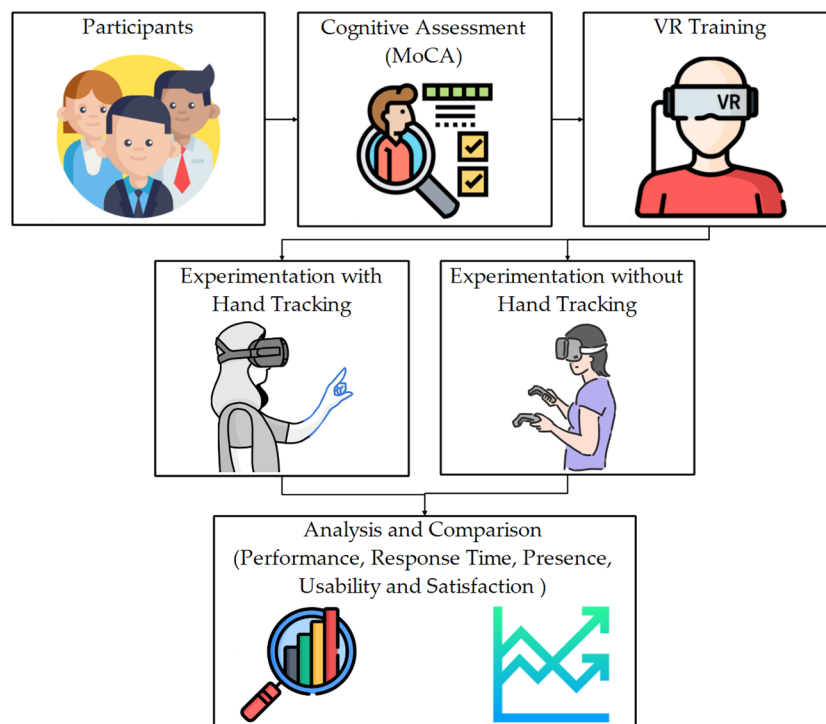 Participants
Cognitive Assessment
(MoCA)
VR Training
VR
Experimentation with
Hand Tracking
Experimentation without
Hand Tracking
Analysis and Comparison
(Performance, Response Time, Presence,
Usability and Satisfaction )